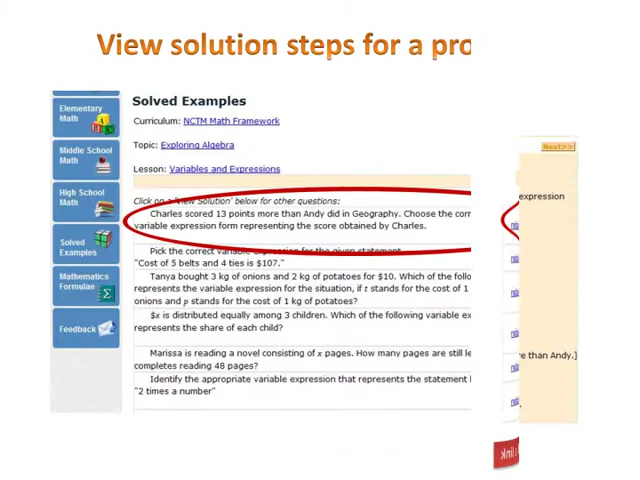 View solution steps for a pro
Elementary
Math
Middle School
Math
High School
Math
Solved
Examples
Mathematics
Formulae
Feedback
Solved Examples
Curriculum: NCTM Math Framework
Topic: Exploring Algebra
Lesson: Variables and Expressions
Click on a 'View Solution' below for other questions:
Charles scored 13 points more than Andy did in Geography. Choose the corr
variable expression form representing the score obtained by Charles.
Pick the correct variable expression for the given statement.
"Cost of 5 belts and 4 ties is $107."
Tanya bought 3 kg of onions and 2 kg of potatoes for $10. Which of the follo
represents the variable expression for the situation, if t stands for the cost of 1
onions and p stands for the cost of 1 kg of potatoes?
$x is distributed equally among 3 children. Which of the following variable ex
represents the share of each child?
Marissa is reading a novel consisting of x pages. How many pages are still le
completes reading 48 pages?
Identify the appropriate variable expression that represents the statement
"2 times a number"
Next>>
expression
re than Andy.]
link